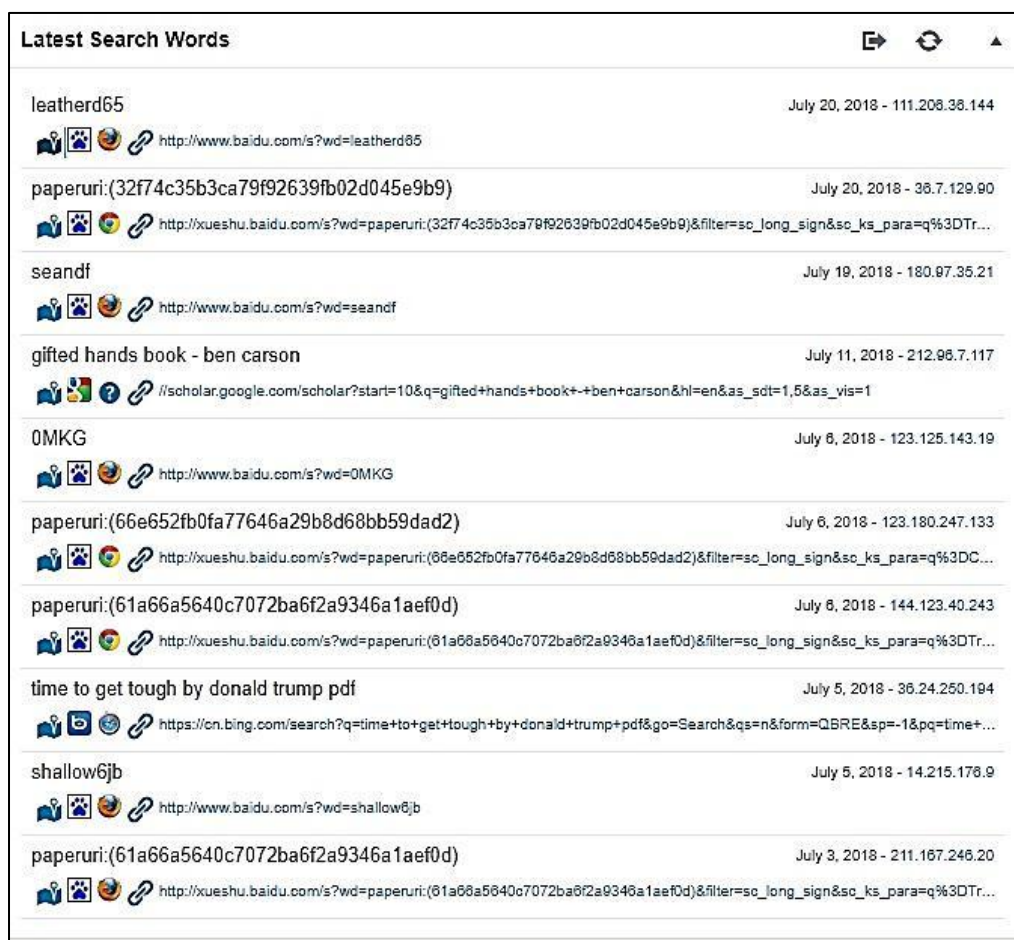 Latest Search Words
leatherd65 July 20, 2018 - 111.206.36.144
http://www.baidu.com/s?wd=leatherd65
paperuri:(32f74c35b3ca79f92639fb02d045e9b9) July 20, 2018 - 36.7.129.90
http://xueshu.baidu.com/s?wd=paperuri:(32f74c35b3ca79f92639fb02d045e9b9)&filter=sc_long_sign&sc_ks_para=q%3DTr...
seandf July 19, 2018 - 180.97.35.21
http://www.baidu.com/s?wd=seandf
gifted hands book - ben carson July 11, 2018 - 212.96.7.117
//scholar.google.com/scholar?start=10&q=gifted+hands+book+-+ben+carson&hl=en&as_sdt=1,5&as_vis=1
0MKG July 6, 2018 - 123.125.143.19
http://www.baidu.com/s?wd=0MKG
paperuri:(66e652fb0fa77646a29b8d68bb59dad2) July 6, 2018 - 123.180.247.133
http://xueshu.baidu.com/s?wd=paperuri:(66e652fb0fa77646a29b8d68bb59dad2)&filter=sc_long_sign&sc_ks_para=q%3DC...
paperuri:(61a66a5640c7072ba6f2a9346a1aef0d) July 6, 2018 - 144.123.40.243
http://xueshu.baidu.com/s?wd=paperuri:(61a66a5640c7072ba6f2a9346a1aef0d)&filter=sc_long_sign&sc_ks_para=q%3DTr...
time to get tough by donald trump pdf July 5, 2018 - 36.24.250.194
https://cn.bing.com/search?q=time+to+get+tough+by+donald+trump+pdf&go=Search&qs=n&form=QBRE&sp=-1&pq=time+...
shallow6jb July 5, 2018 - 14.215.176.9
http://www.baidu.com/s?wd=shallow6jb
paperuri:(61a66a5640c7072ba6f2a9346a1aef0d) July 3, 2018 - 211.167.246.20
http://xueshu.baidu.com/s?wd=paperuri:(61a66a5640c7072ba6f2a9346a1aef0d)&filter=sc_long_sign&sc_ks_para=q%3DTr...